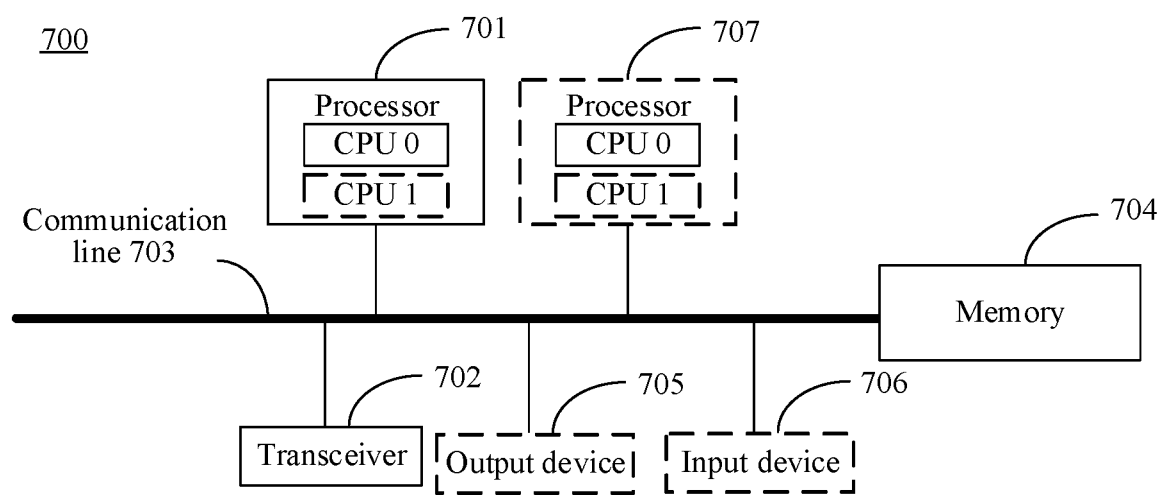 700
701
707
Processor
CPU 0
CPU 1
Processor
CPU 0
CPU 1
Communication
line 703
704
Memory
702
Transceiver
705
Output device
706
Input device